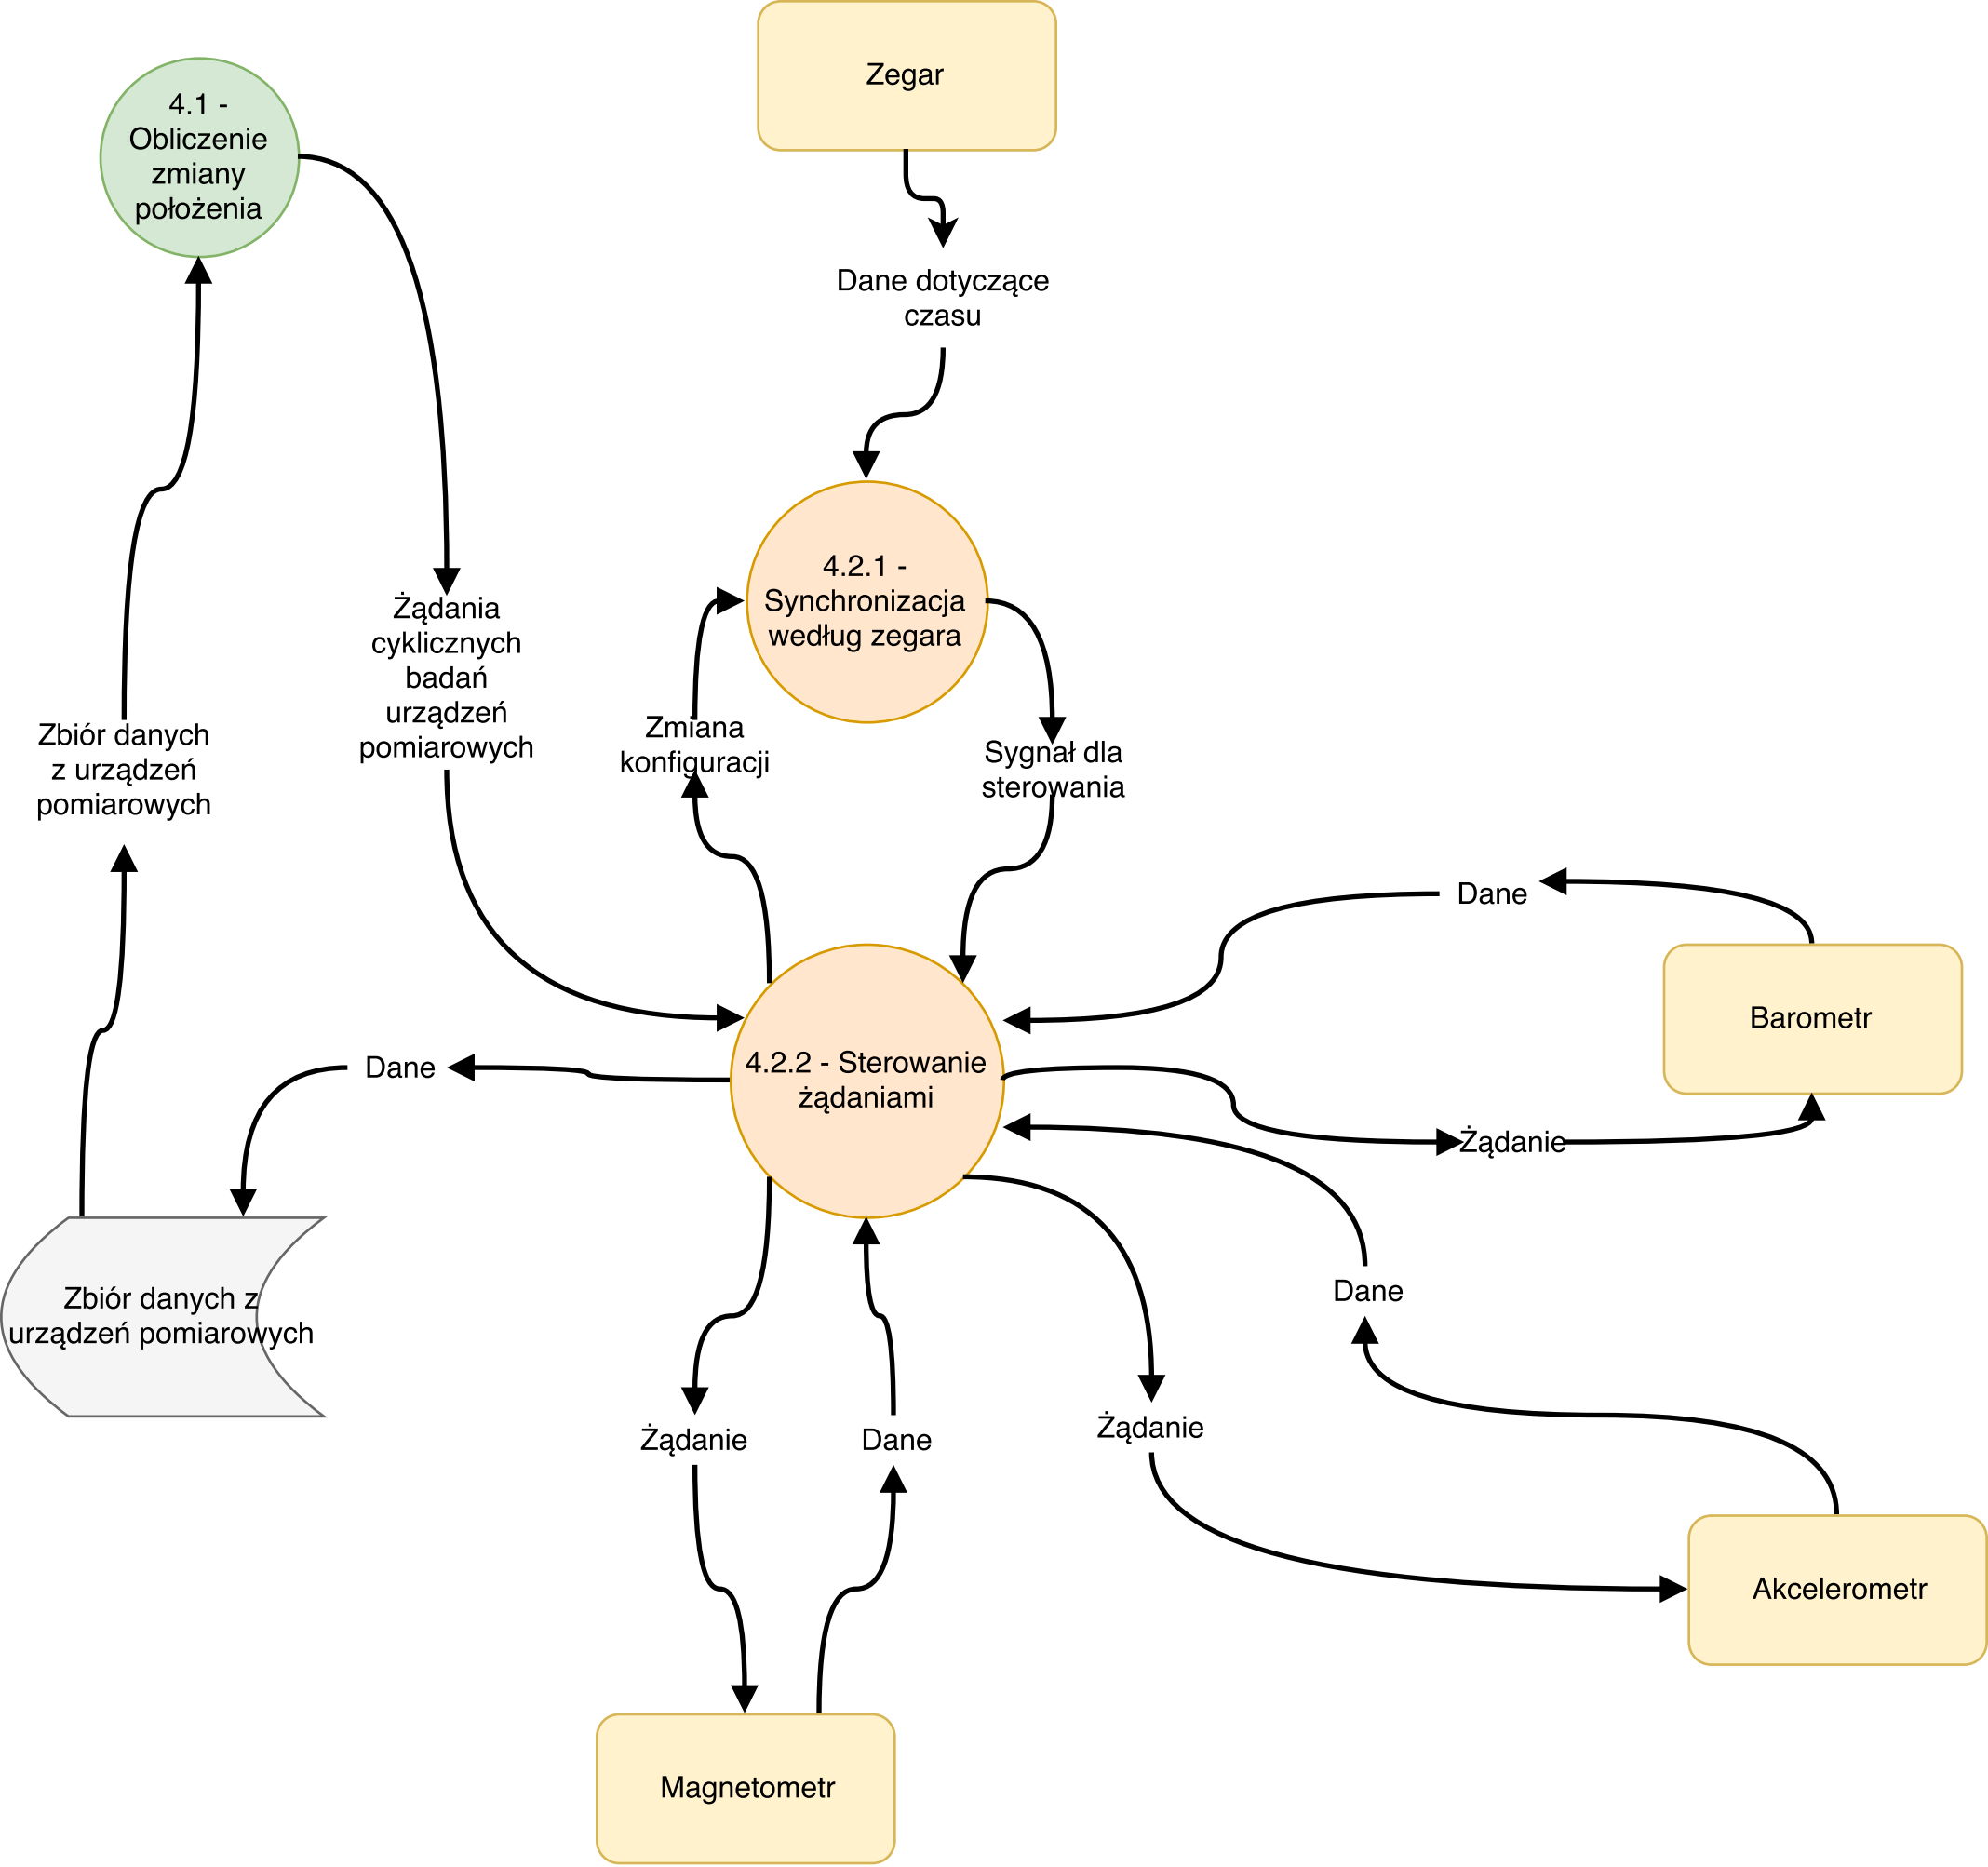 Zegar
4.1 -
Obliczenie
zmiany
położenia
Dane dotyczące
czasu
4.2.1 -
Synchronizacja
według zegara
Żądania
cyklicznych
badań
urządzeń
pomiarowych
Zmiana
konfiguracji
Sygnał dla
sterowania
Zbiór danych
z urządzeń
pomiarowych
Dane
Barometr
4.2.2 - Sterowanie
żądaniami
Dane
Żądanie
Zbiór danych z
urządzeń pomiarowych
Dane
Żądanie
Dane
Żądanie
Akcelerometr
Magnetometr